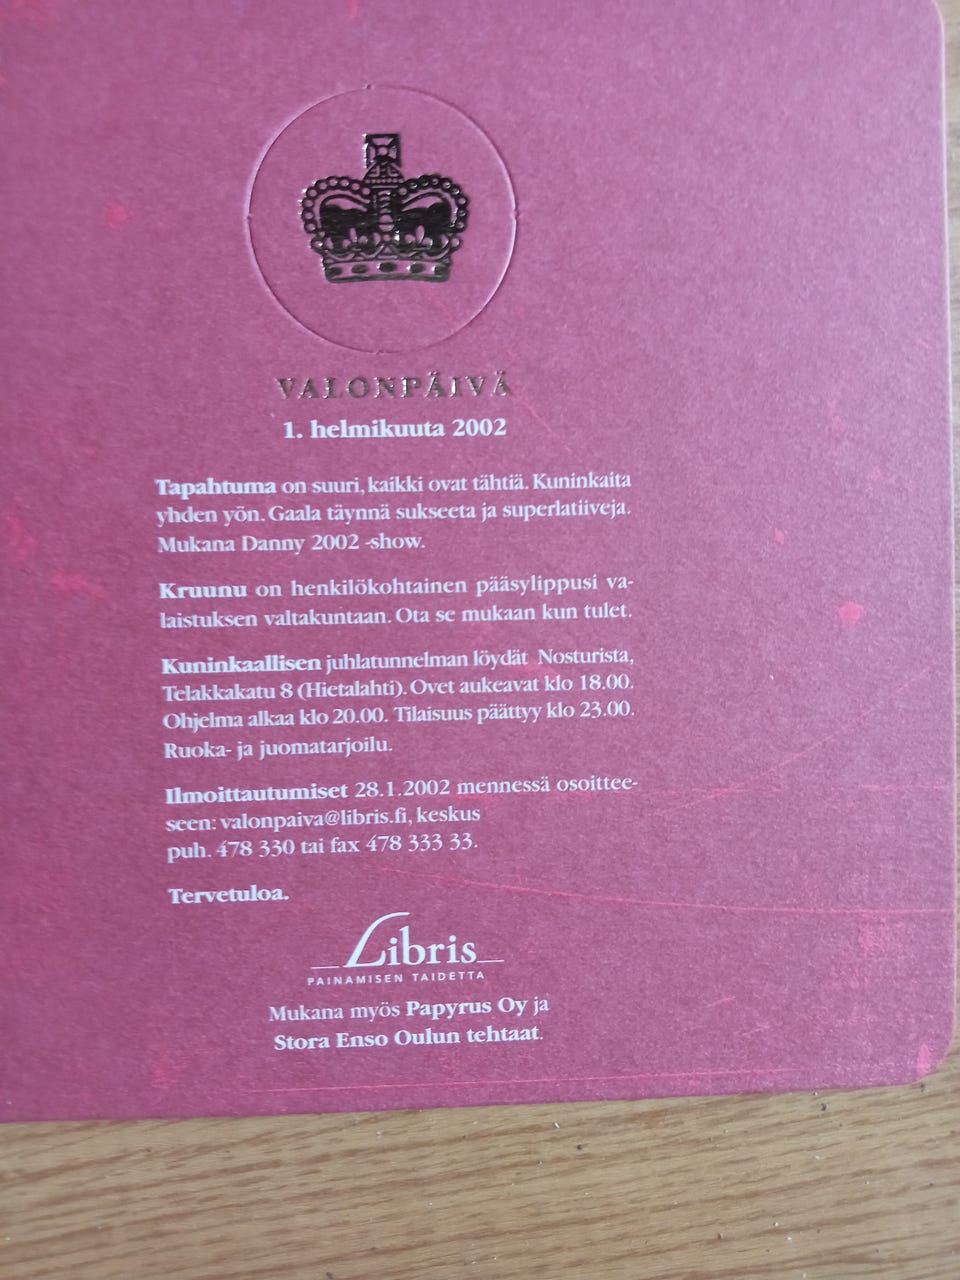 VALONPÄIVÄ
1. helmikuuta 2002
Tapahtuma on suuri, kaikki ovat tähtiä. Kuninkaita
yhden yön. Gaala täynnä sukseeta ja superlatiiveja.
Mukana Danny 2002 -show.
Kruunu on henkilökohtainen pääsylippusi va-
laistuksen valtakuntaan. Ota se mukaan kun tulet.
Kuninkaallisen juhlatunnelman löydät Nosturista,
Telakkakatu 8 (Hietalahti). Ovet aukeavat klo 18.00.
Ohjelma alkaa klo 20.00. Tilaisuus päättyy klo 23.00.
Ruoka- ja juomatarjoilu.
Ilmoittautumiset 28.1.2002 mennessä osoittee-
seen: valonpaiva@libris.fi, keskus
puh. 478 330 tai fax 478 333 33.
Tervetuloa.
Libris
PAINAMISEN TAIDETTA
Mukana myös Papyrus Oy ja
Stora Enso Oulun tehtaat.